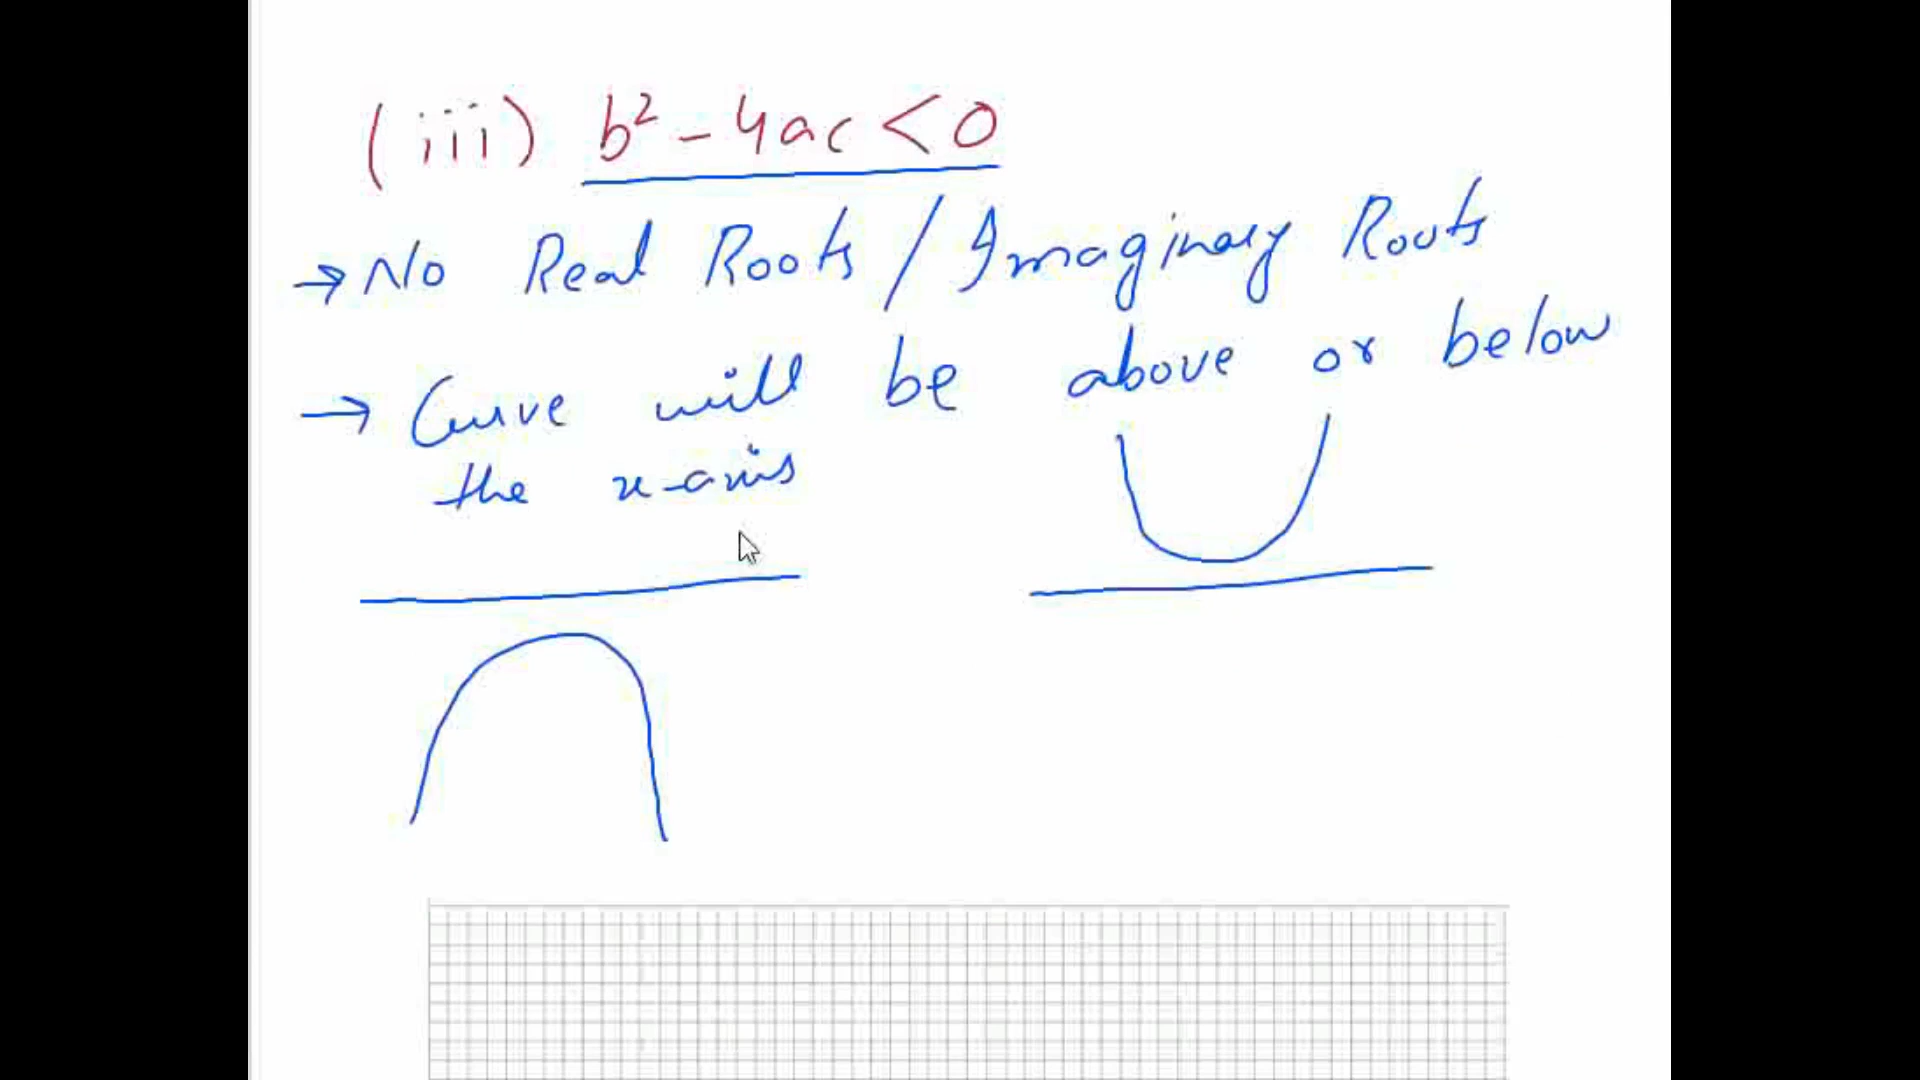 (iii) b² - 4ac < 0
→ No Real Roots / Imaginary Roots
→ Curve will be above or below
the x-axis